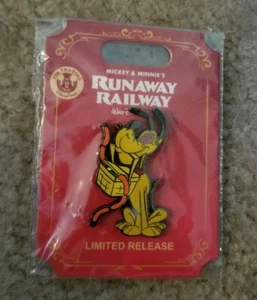 MICKEY & MINNIE'S
RUNAWAY
RAILWAY
LIMITED RELEASE